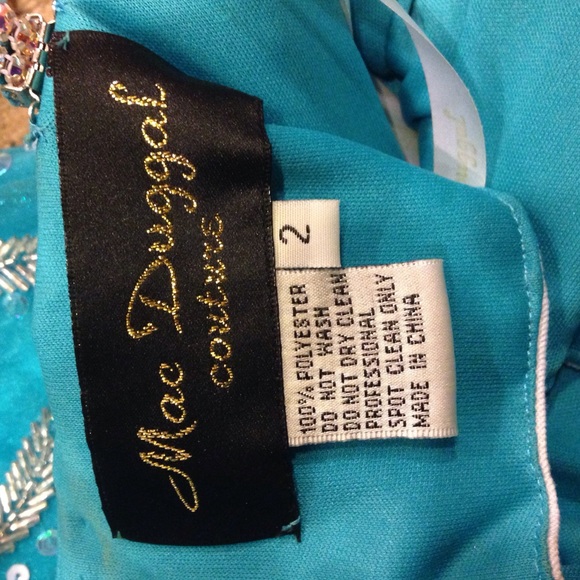 Mac Duggal
couture
2
100% POLYESTER
DO NOT WASH
DO NOT DRY CLEAN
PROFESSIONAL
SPOT CLEAN ONLY
MADE IN CHINA
Duggal